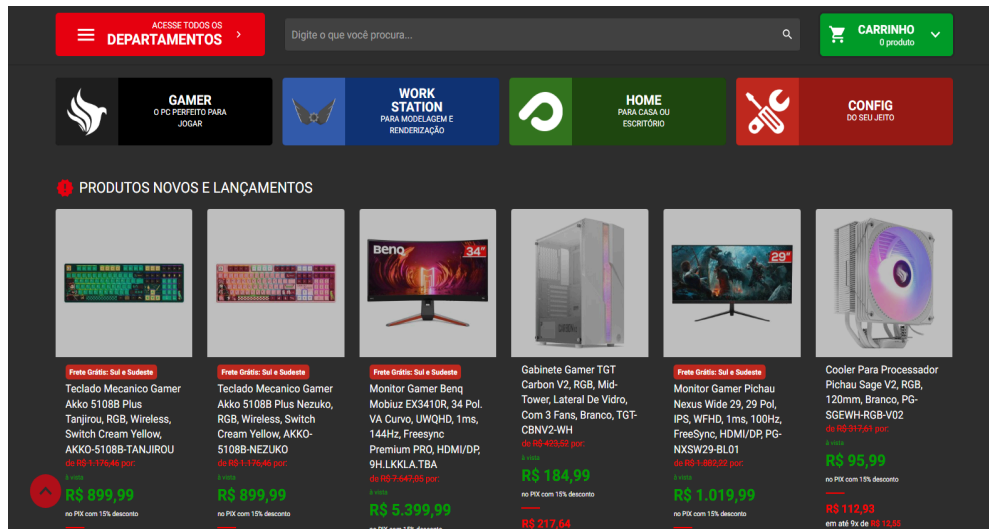 ACESSE TODOS OS
DEPARTAMENTOS
Digite o que você procura...
CARRINHO
0 produto
GAMER
O PC PERFEITO PARA
JOGAR
WORK
STATION
PARA MODELAGEM E
RENDERIZAÇÃO
HOME
PARA CASA OU
ESCRITÓRIO
CONFIG
DO SEU JEITO
PRODUTOS NOVOS E LANÇAMENTOS
BenQ
34"
29"
Frete Grátis: Sul e Sudeste
Teclado Mecanico Gamer
Akko 5108B Plus
Tanjirou, RGB, Wireless,
Switch Cream Yellow,
AKKO-5108B-TANJIROU
de R$ 1.176,46 por:
à vista
R$ 899,99
no PIX com 15% desconto
Frete Grátis: Sul e Sudeste
Teclado Mecanico Gamer
Akko 5108B Plus Nezuko,
RGB, Wireless, Switch
Cream Yellow, AKKO-
5108B-NEZUKO
de R$ 1.176,46 por:
à vista
R$ 899,99
no PIX com 15% desconto
Frete Grátis: Sul e Sudeste
Monitor Gamer Benq
Mobiuz EX3410R, 34 Pol.
VA Curvo, UWQHD, 1ms,
144Hz, Freesync
Premium PRO, HDMI/DP,
9H.LKKLA.TBA
de R$ 7.647,05 por:
à vista
R$ 5.399,99
no PIX com 15% desconto
Gabinete Gamer TGT
Carbon V2, RGB, Mid-
Tower, Lateral De Vidro,
Com 3 Fans, Branco, TGT-
CBNV2-WH
de R$ 423,52 por:
à vista
R$ 184,99
no PIX com 15% desconto
R$ 217,64
Frete Grátis: Sul e Sudeste
Monitor Gamer Pichau
Nexus Wide 29, 29 Pol,
IPS, WFHD, 1ms, 100Hz,
FreeSync, HDMI/DP, PG-
NXSW29-BL01
de R$ 1.882,22 por:
à vista
R$ 1.019,99
no PIX com 15% desconto
Cooler Para Processador
Pichau Sage V2, RGB,
120mm, Branco, PG-
SGEWH-RGB-V02
de R$ 317,61 por:
à vista
R$ 95,99
no PIX com 15% desconto
R$ 112,93
em até 9x de R$ 12,55